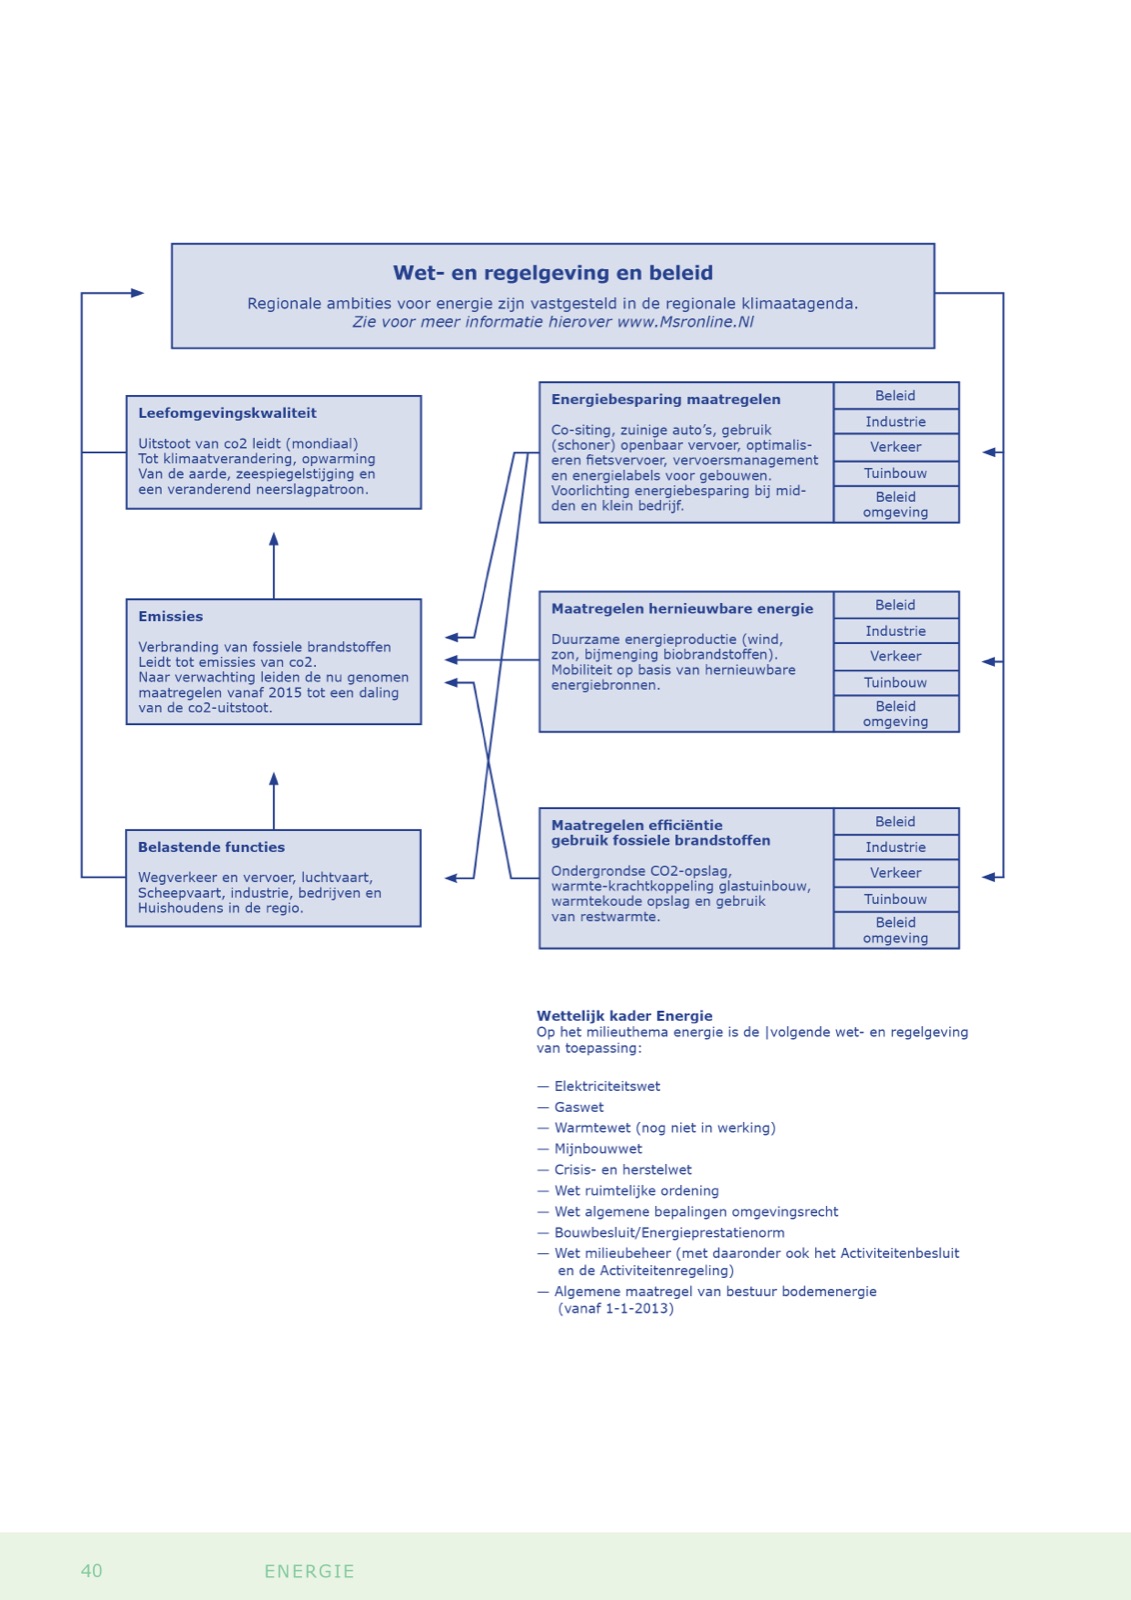 Wet- en regelgeving en beleid
Regionale ambities voor energie zijn vastgesteld in de regionale klimaatagenda.
Zie voor meer informatie hierover www.Msronline.Nl
Leefomgevingskwaliteit
Uitstoot van co2 leidt (mondiaal)
Tot klimaatverandering, opwarming
Van de aarde, zeespiegelstijging en
een veranderend neerslagpatroon.
Emissies
Verbranding van fossiele brandstoffen
Leidt tot emissies van co2.
Naar verwachting leiden de nu genomen
maatregelen vanaf 2015 tot een daling
van de co2-uitstoot.
Belastende functies
Wegverkeer en vervoer, luchtvaart,
Scheepvaart, industrie, bedrijven en
Huishoudens in de regio.
Energiebesparing maatregelen
Co-siting, zuinige auto's, gebruik
(schoner) openbaar vervoer, optimalis-
eren fietsvervoer, vervoersmanagement
en energielabels voor gebouwen.
Voorlichting energiebesparing bij mid-
den en klein bedrijf.
Beleid
Industrie
Verkeer
Tuinbouw
Beleid
omgeving
Maatregelen hernieuwbare energie
Duurzame energieproductie (wind,
zon, bijmenging biobrandstoffen).
Mobiliteit op basis van hernieuwbare
energiebronnen.
Beleid
Industrie
Verkeer
Tuinbouw
Beleid
omgeving
Maatregelen efficiëntie
gebruik fossiele brandstoffen
Ondergrondse CO2-opslag,
warmte-krachtkoppeling glastuinbouw,
warmtekoude opslag en gebruik
van restwarmte.
Beleid
Industrie
Verkeer
Tuinbouw
Beleid
omgeving
Wettelijk kader Energie
Op het milieuthema energie is de |volgende wet- en regelgeving
van toepassing:
— Elektriciteitswet
— Gaswet
— Warmtewet (nog niet in werking)
— Mijnbouwwet
— Crisis- en herstelwet
— Wet ruimtelijke ordening
— Wet algemene bepalingen omgevingsrecht
— Bouwbesluit/Energieprestatienorm
— Wet milieubeheer (met daaronder ook het Activiteitenbesluit
en de Activiteitenregeling)
— Algemene maatregel van bestuur bodemenergie
(vanaf 1-1-2013)
40 ENERGIE